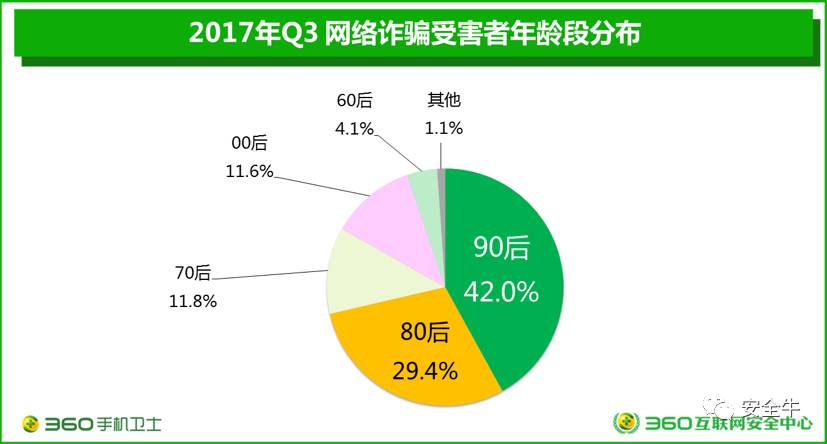 2017年Q3 网络诈骗受害者年龄段分布
60后
4.1%
其他
1.1%
00后
11.6%
90后
42.0%
70后
11.8%
80后
29.4%
安全牛
360手机卫士
360互联网安全中心